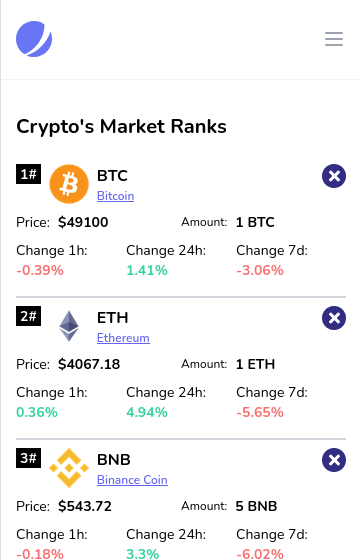 Crypto's Market Ranks
1# BTC
Bitcoin
Price: $49100 Amount: 1 BTC
Change 1h: Change 24h: Change 7d:
-0.39% 1.41% -3.06%
2# ETH
Ethereum
Price: $4067.18 Amount: 1 ETH
Change 1h: Change 24h: Change 7d:
0.36% 4.94% -5.65%
3# BNB
Binance Coin
Price: $543.72 Amount: 5 BNB
Change 1h: Change 24h: Change 7d:
-0.18% 3.3% -6.02%